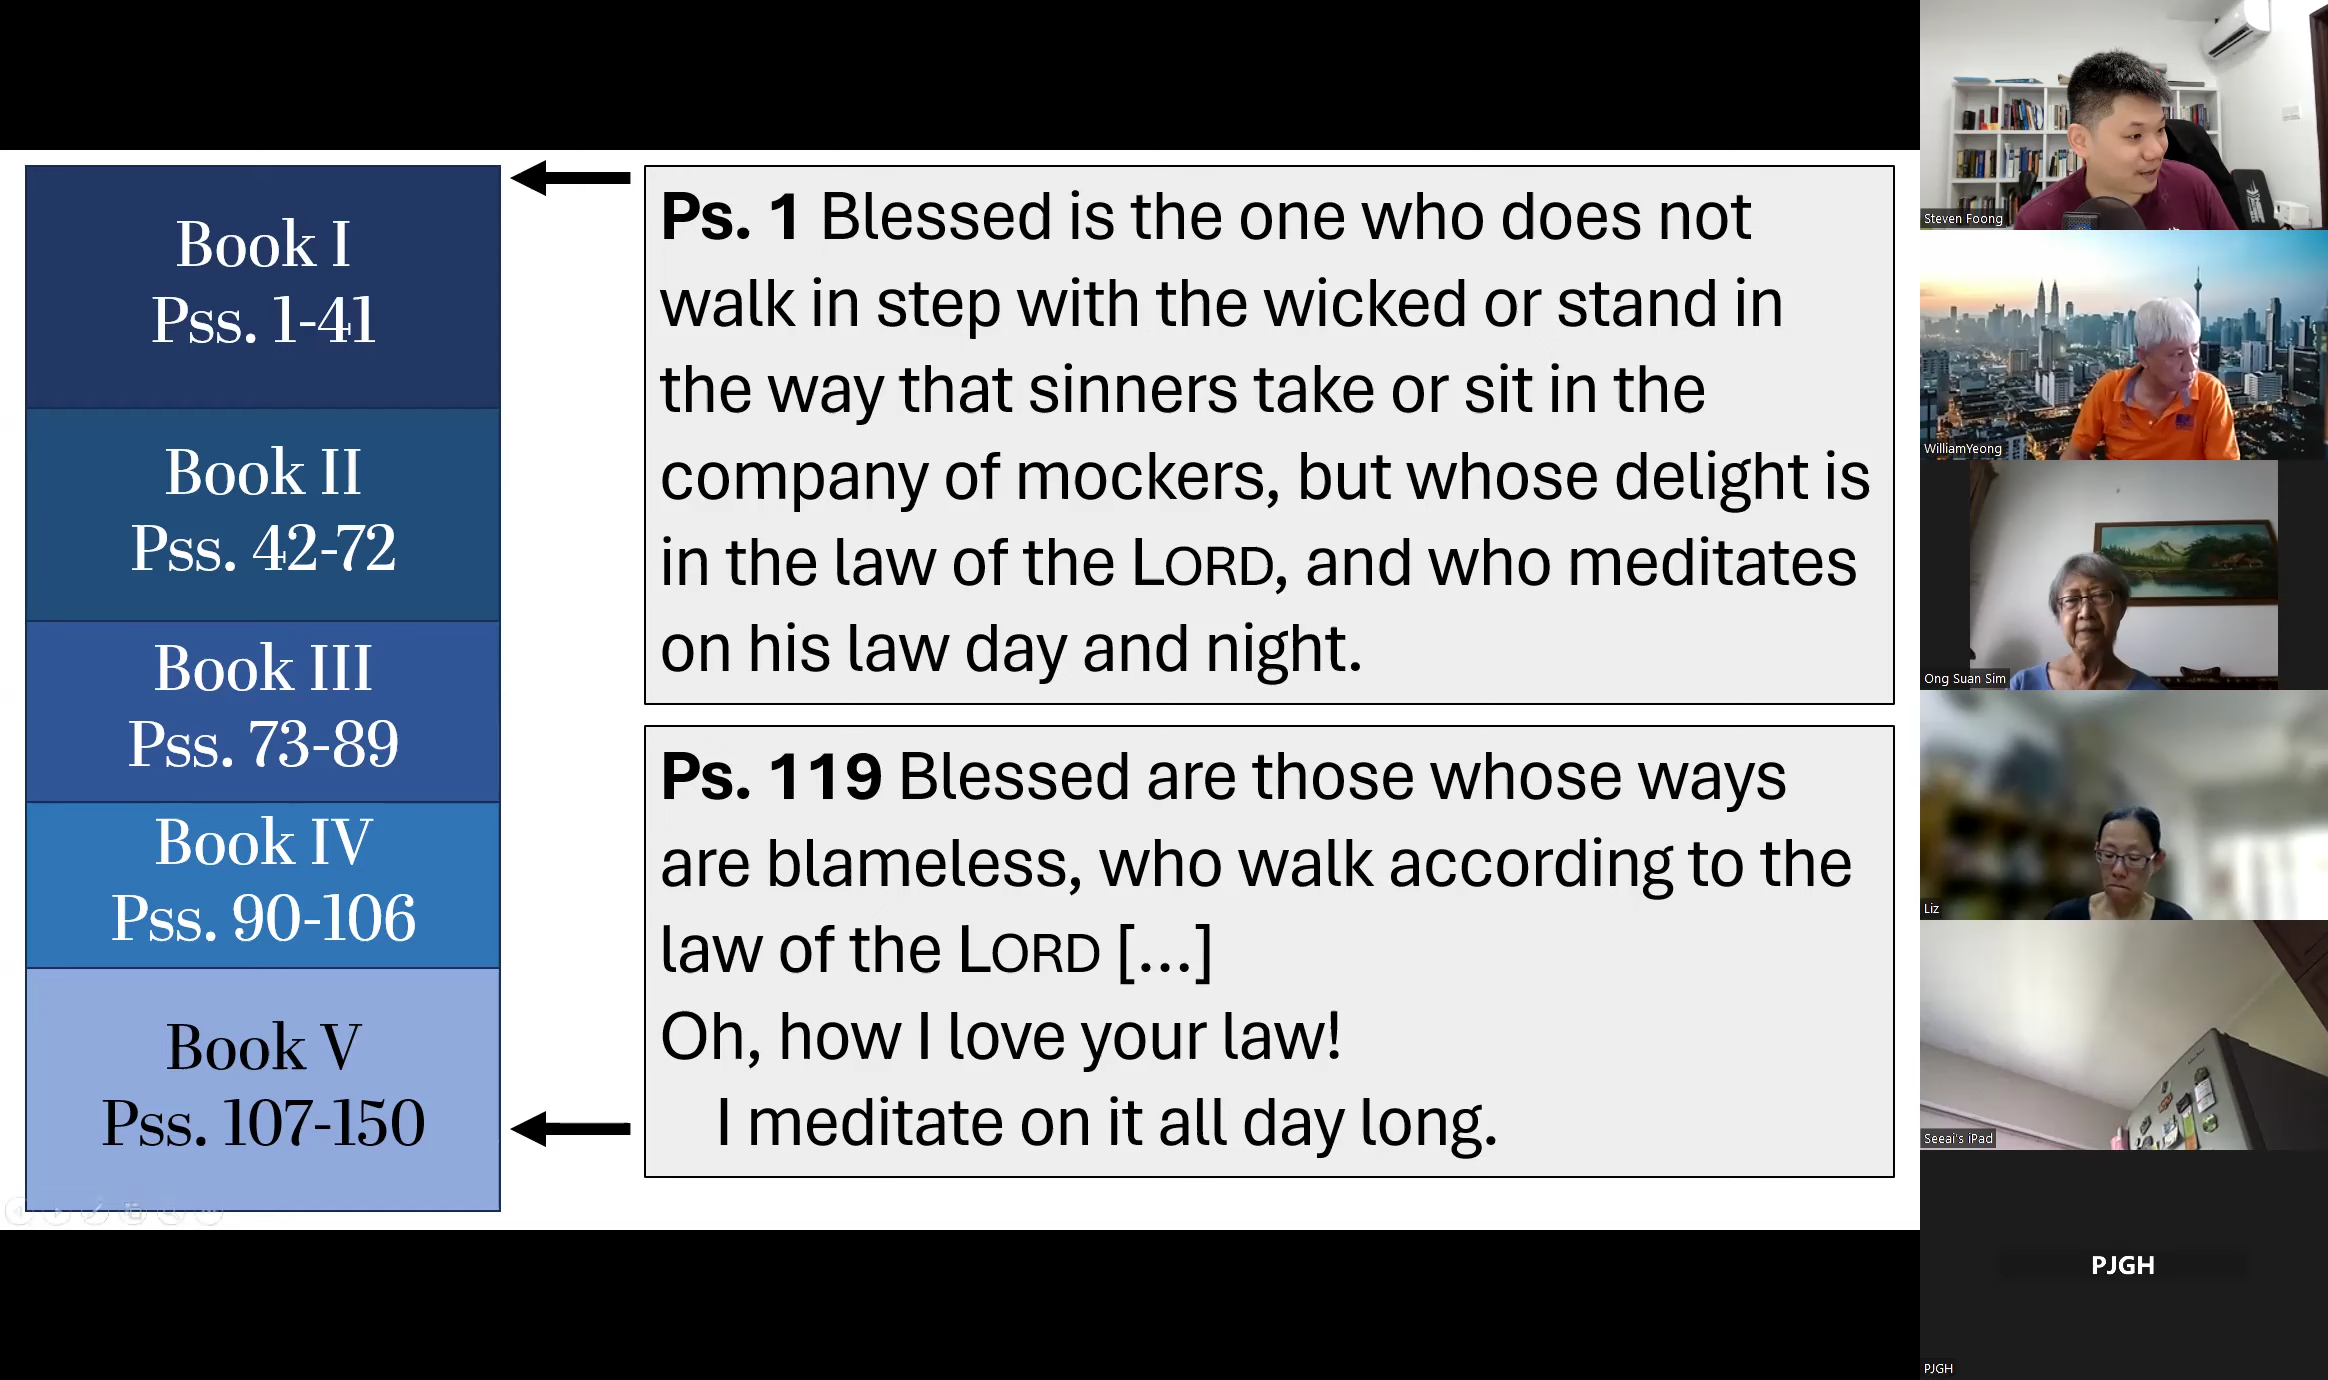 Book I
Pss. 1-41
Book II
Pss. 42-72
Book III
Pss. 73-89
Book IV
Pss. 90-106
Book V
Pss. 107-150
Ps. 1 Blessed is the one who does not
walk in step with the wicked or stand in
the way that sinners take or sit in the
company of mockers, but whose delight is
in the law of the LORD, and who meditates
on his law day and night.
Ps. 119 Blessed are those whose ways
are blameless, who walk according to the
law of the LORD [...]
Oh, how I love your law!
I meditate on it all day long.
Steven Foong
WilliamYeong
Ong Suan Sim
Liz
Seeai's iPad
PJGH
PJGH